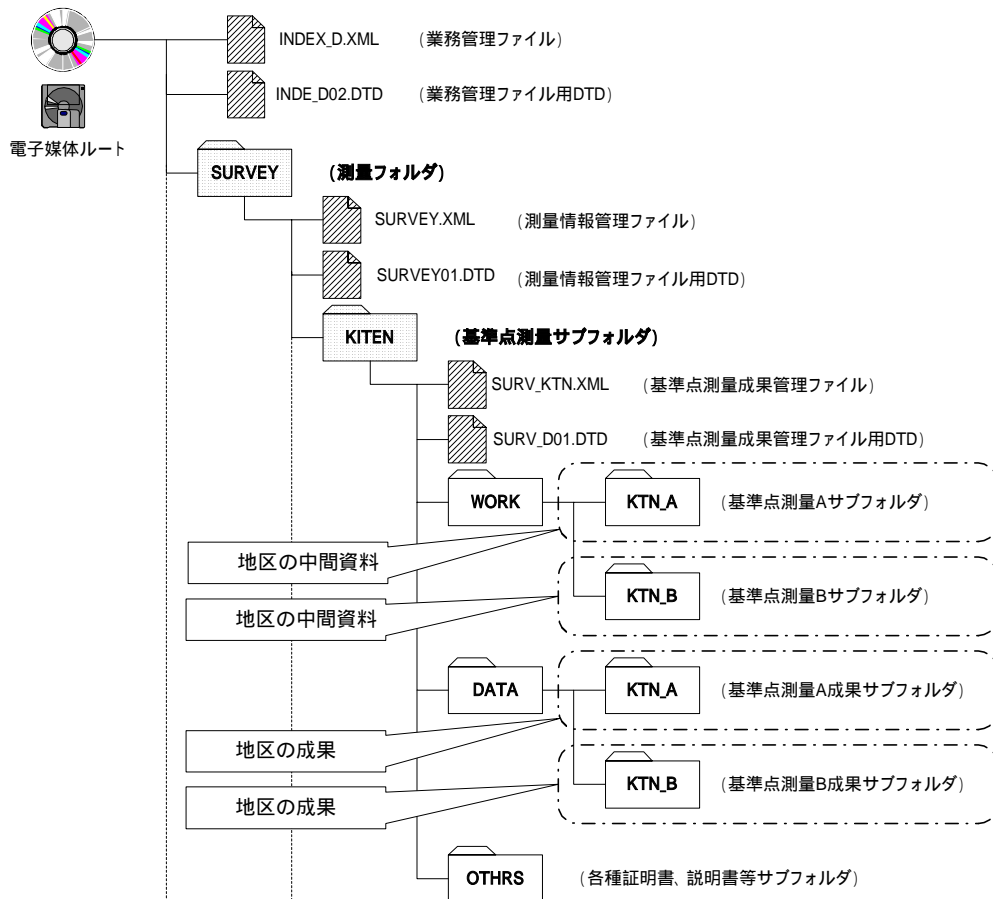 INDEX_D.XML (業務管理ファイル)
INDE_D02.DTD (業務管理ファイル用DTD)
電子媒体ルート
SURVEY (測量フォルダ)
SURVEY.XML (測量情報管理ファイル)
SURVEY01.DTD (測量情報管理ファイル用DTD)
KITEN (基準点測量サブフォルダ)
SURV_KTN.XML (基準点測量成果管理ファイル)
SURV_D01.DTD (基準点測量成果管理ファイル用DTD)
WORK KTN_A (基準点測量Aサブフォルダ)
地区の中間資料
KTN_B (基準点測量Bサブフォルダ)
地区の中間資料
DATA KTN_A (基準点測量A成果サブフォルダ)
地区の成果
KTN_B (基準点測量B成果サブフォルダ)
地区の成果
OTHRS (各種証明書、説明書等サブフォルダ)